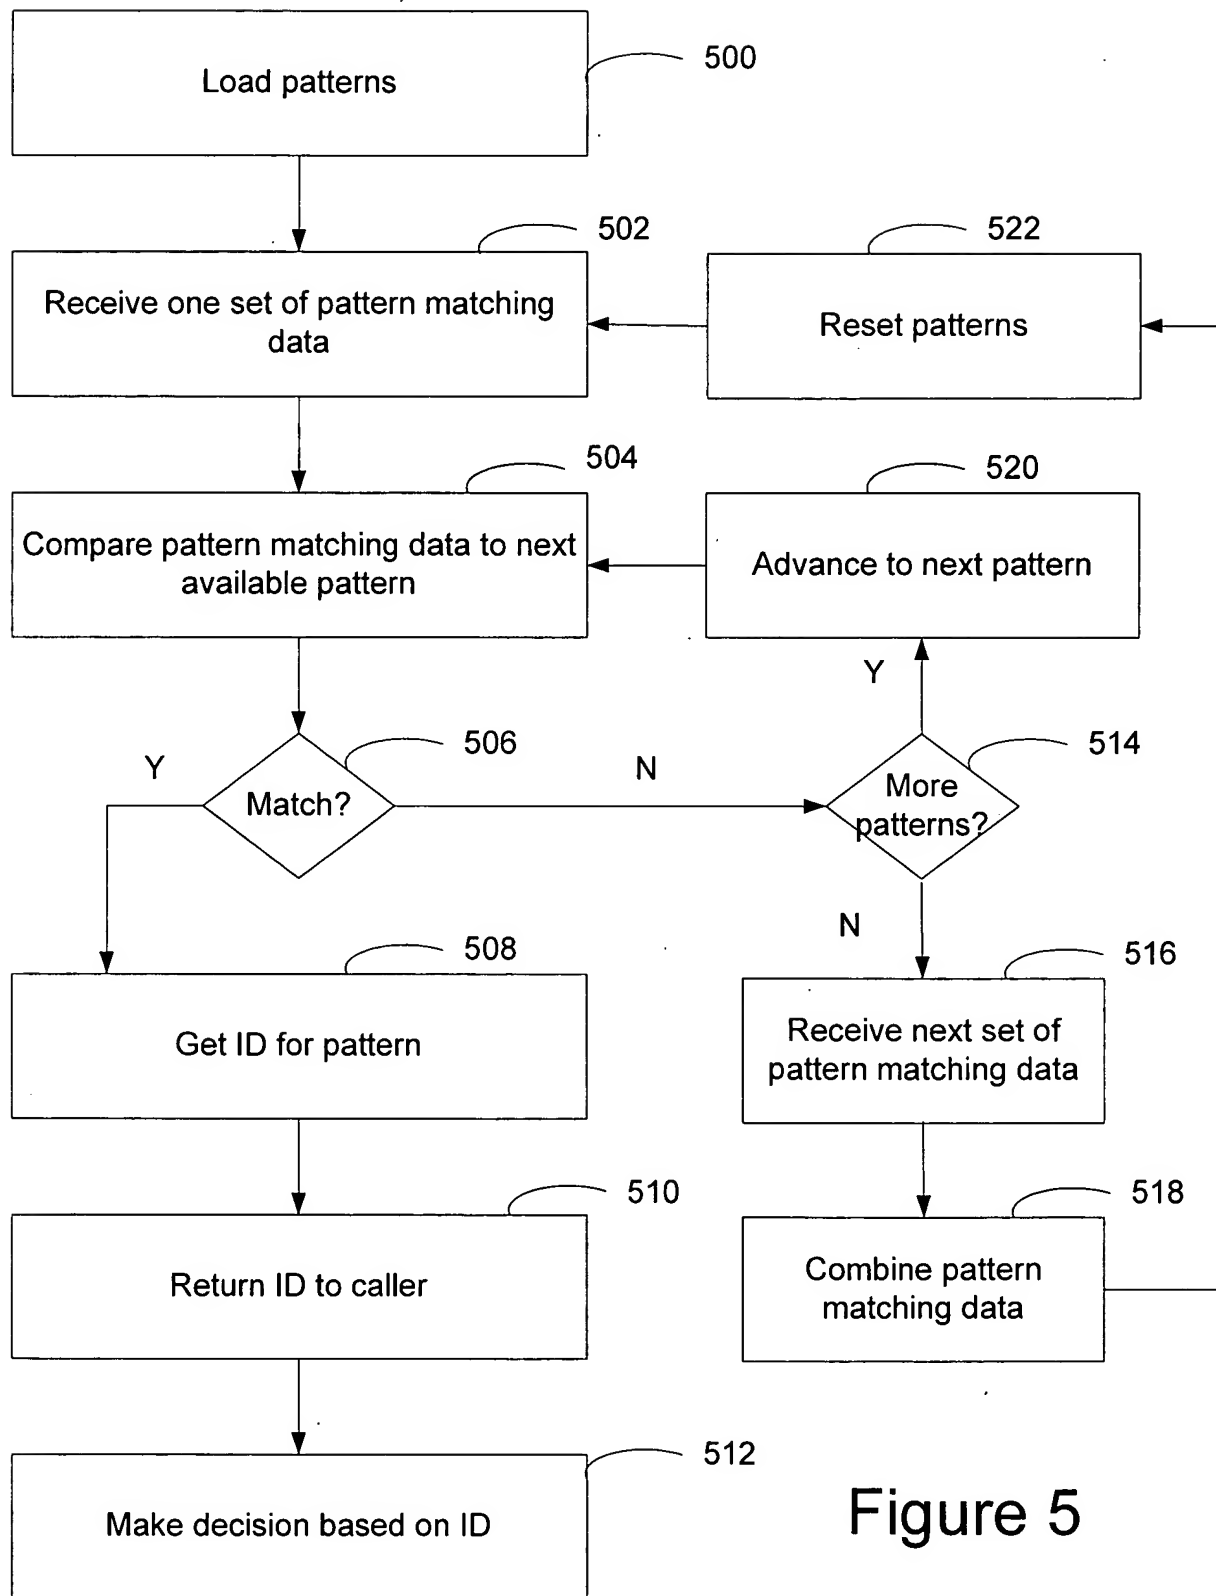 Load patterns
500
502
522
Receive one set of pattern matching
data
Reset patterns
504
520
Compare pattern matching data to next
available pattern
Advance to next pattern
Y
506
514
Y
N
Match?
More
patterns?
N
508
516
Get ID for pattern
Receive next set of
pattern matching data
510
518
Return ID to caller
Combine pattern
matching data
512
Make decision based on ID
Figure 5